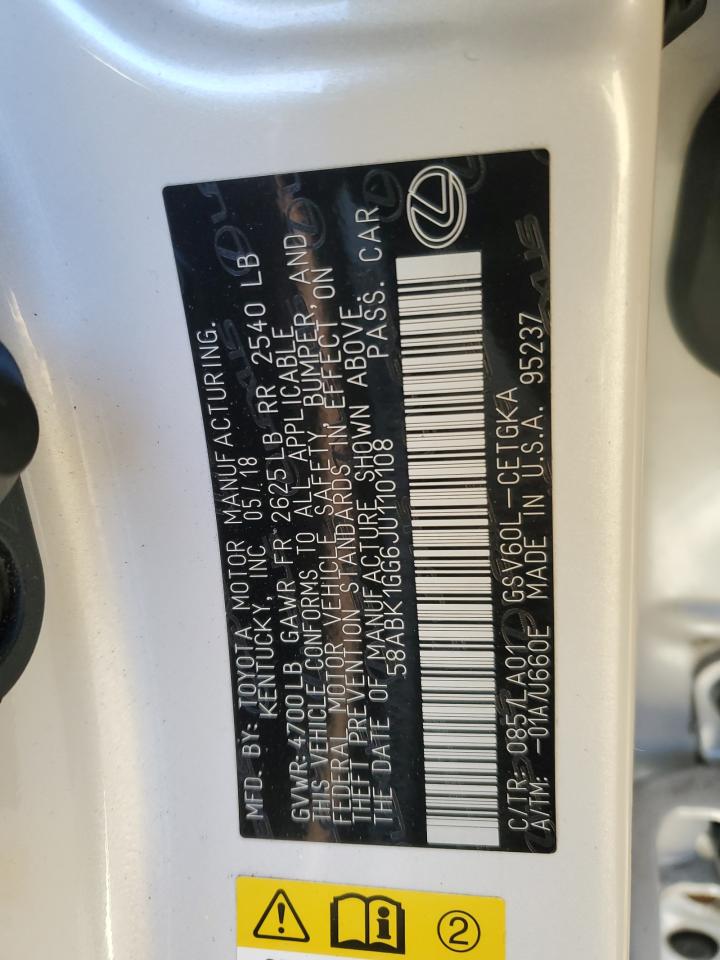 MFD. BY: TOYOTA MOTOR MANUFACTURING.
KENTUCKY, INC 05/18
GVWR: 4700LB GAWR FR 2625LB RR 2540 LB
THIS VEHICLE CONFORMS TO ALL APPLICABLE
FEDERAL MOTOR VEHICLE SAFETY, BUMPER, AND
THEFT PREVENTION STANDARDS IN EFFECT ON
THE DATE OF MANUFACTURE SHOWN ABOVE.
58ABK1GG6JU110108 PASS. CAR
C/TR: 085/LA01 GSV60L-CETGKA
A/TM: -01A/U660E MADE IN U.S.A. 95237
2